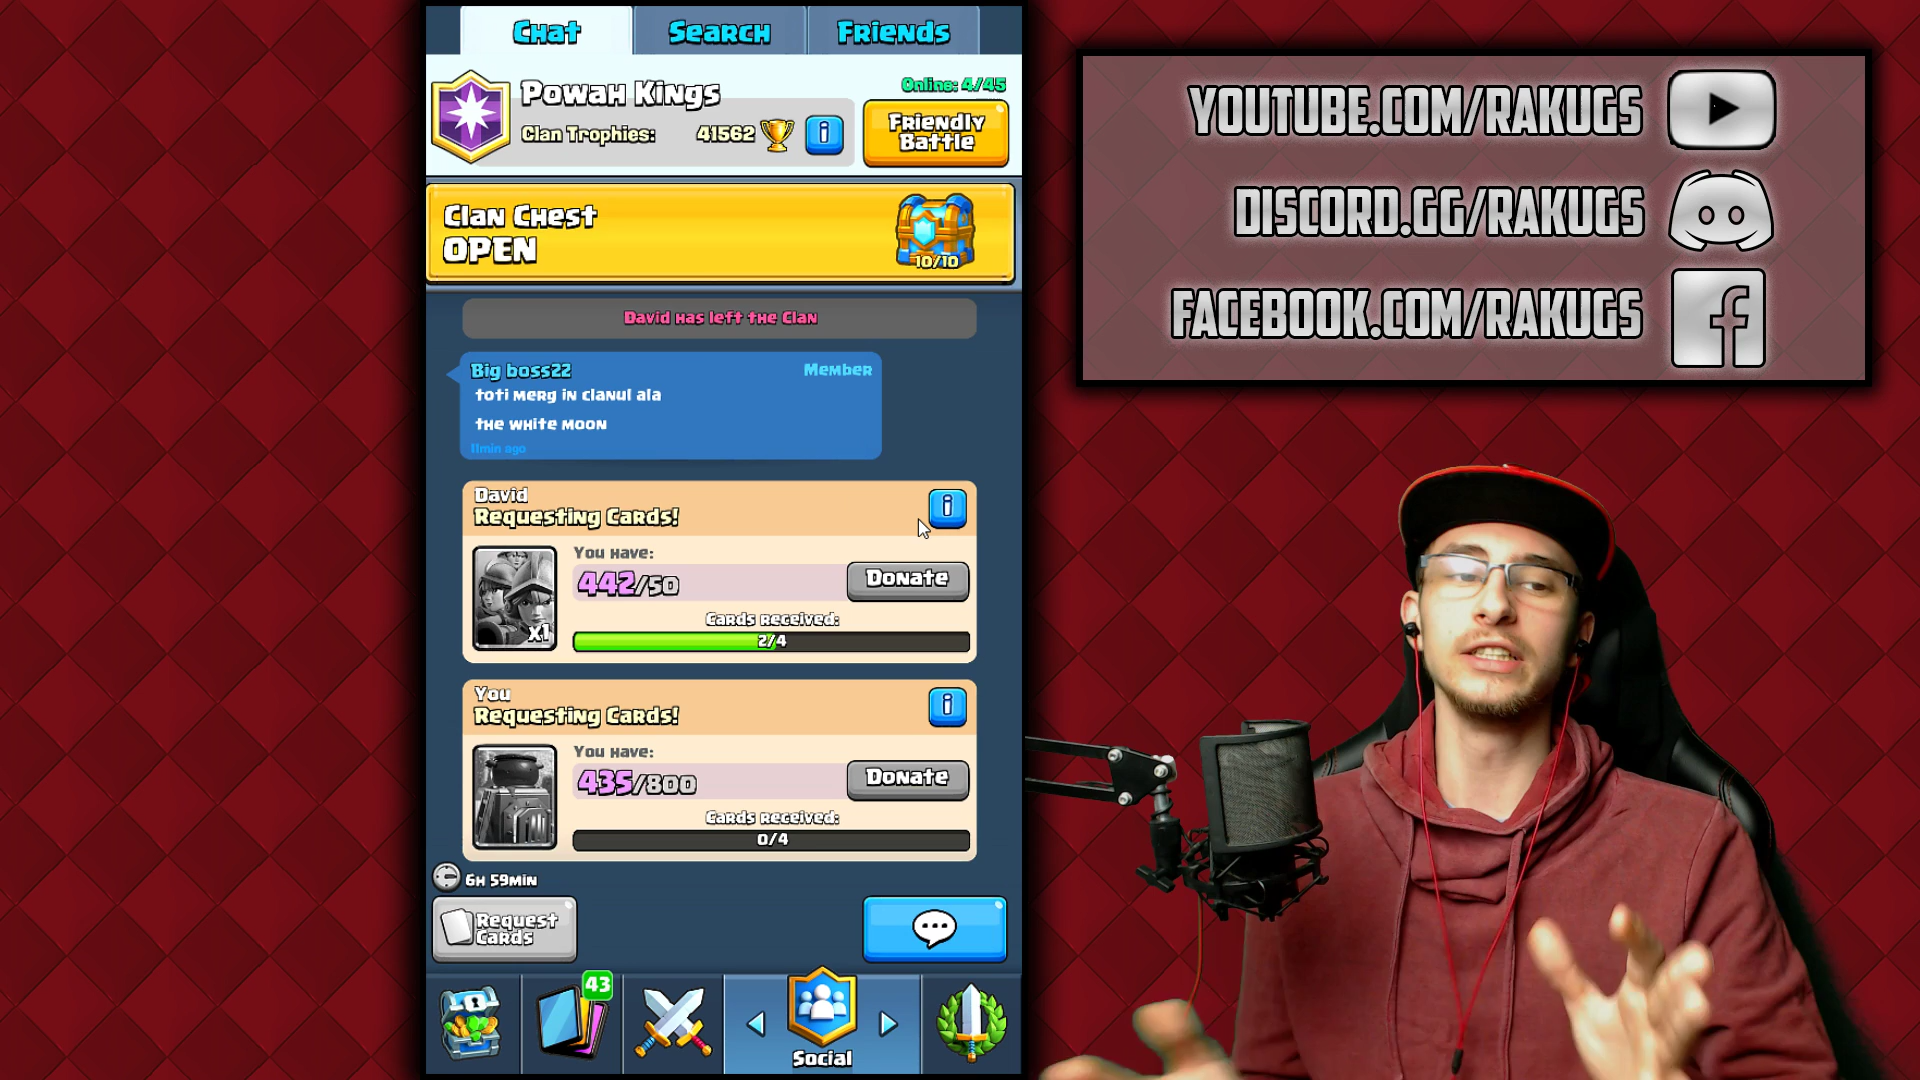 Chat
Search
Friends
Powah Kings
Online: 4/45
Clan Trophies: 41562
i
Friendly
Battle
Clan Chest
OPEN
10/10
David has left the Clan
Big boss22
Member
toti merg in clanul ala
the white moon
11min ago
David
Requesting Cards!
i
You have:
442/50
Donate
x1
Cards received:
2/4
You
Requesting Cards!
i
You have:
435/800
Donate
Cards received:
0/4
6h 59min
Request
Cards
43
Social
YOUTUBE.COM/RAKUGS
DISCORD.GG/RAKUGS
FACEBOOK.COM/RAKUGS
f